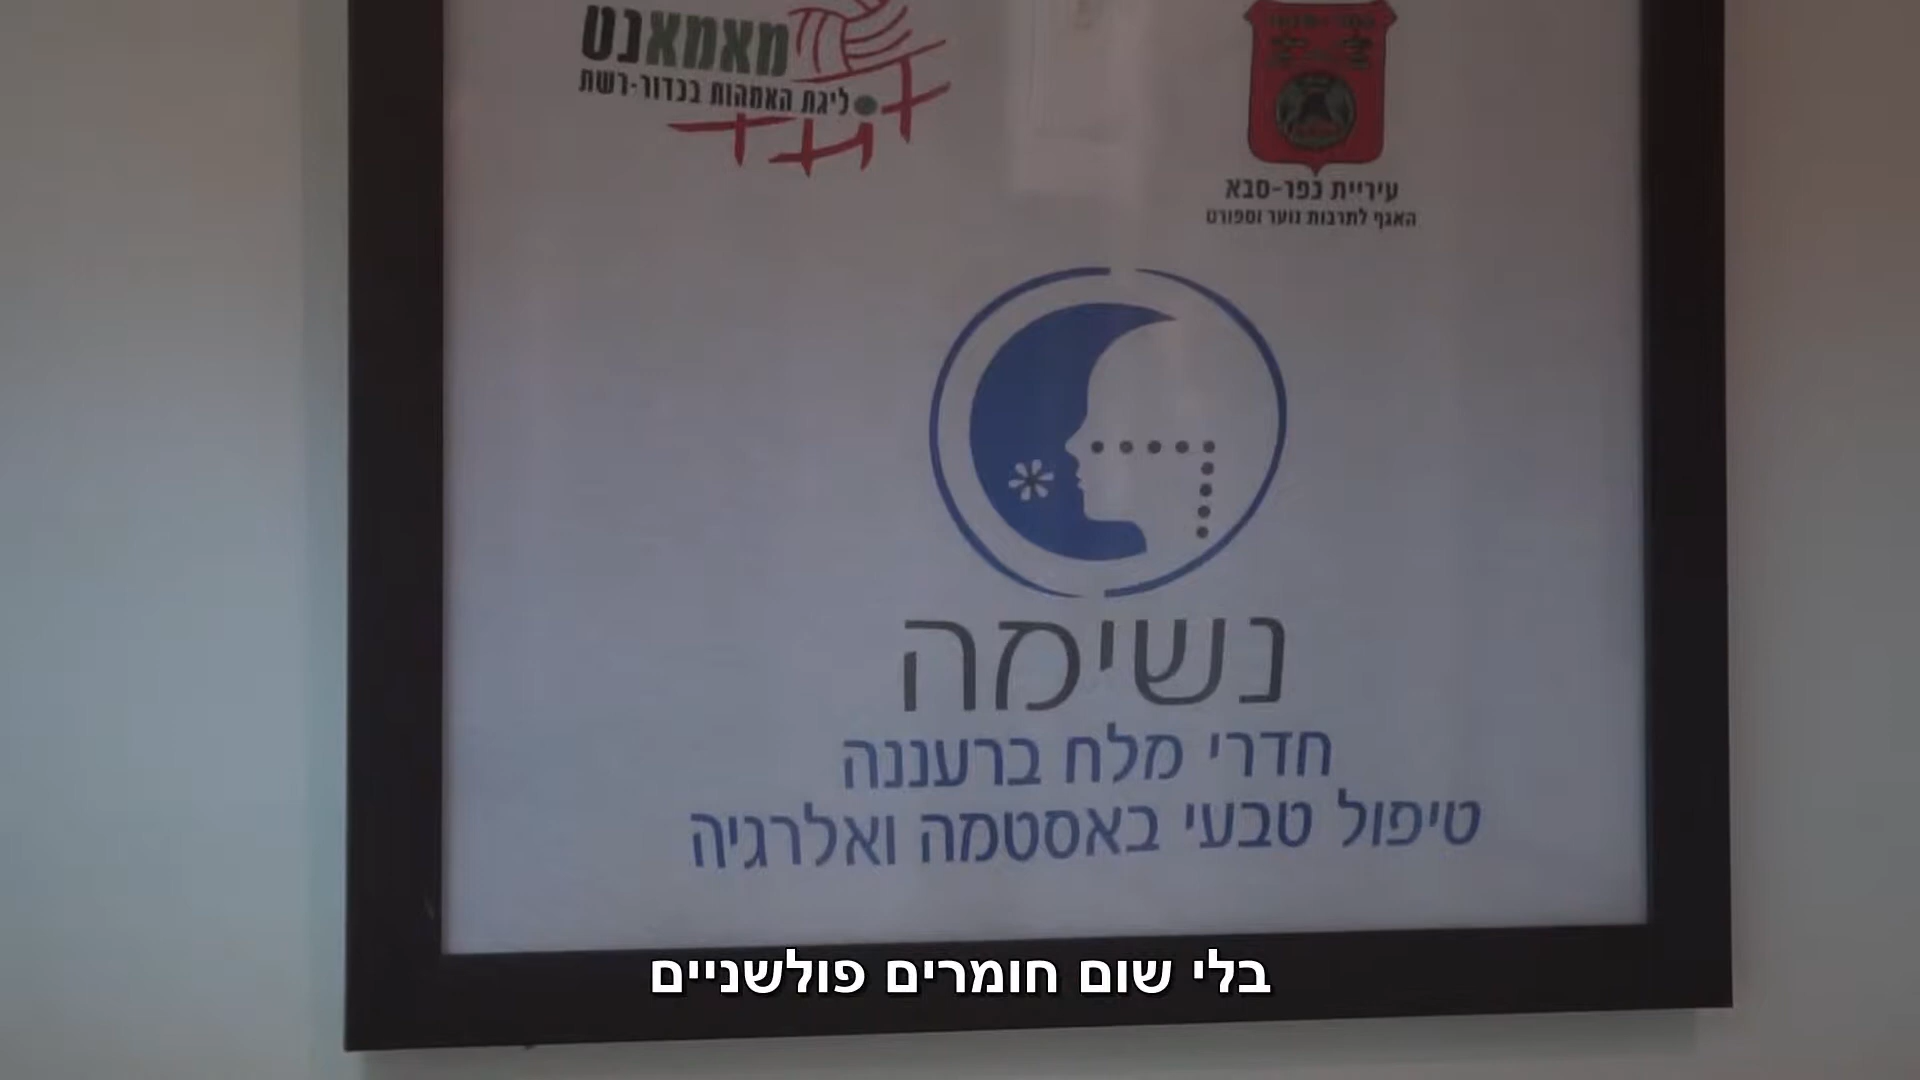 מאמאנט
ליגת האמהות בכדור-רשת
עיריית כפר-סבא
האגף לתרבות נוער וספורט
נשימה
חדרי מלח ברעננה
טיפול טבעי באסטמה ואלרגיה
בלי שום חומרים פולשניים